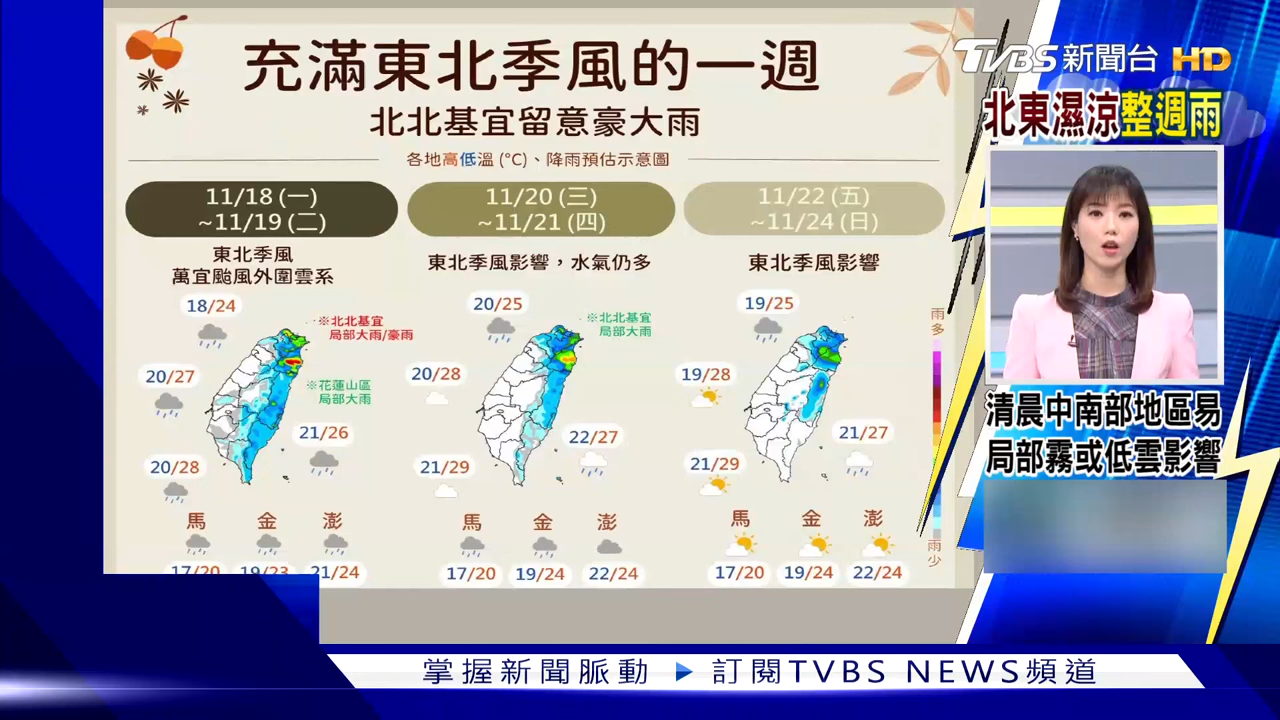 充滿東北季風的一週
北北基宜留意豪大雨
各地高低溫(°C)、降雨預估示意圖
11/18(一)
~11/19(二)
東北季風
萬宜颱風外圍雲系
18/24
※北北基宜
局部大雨/豪雨
20/27
※花蓮山區
局部大雨
21/26
20/28
馬 金 澎
17/20 19/23 21/24
11/20(三)
~11/21(四)
東北季風影響，水氣仍多
20/25
※北北基宜
局部大雨
20/28
22/27
21/29
馬 金 澎
17/20 19/24 22/24
11/22(五)
~11/24(日)
東北季風影響
19/25
19/28
21/27
21/29
馬 金 澎
17/20 19/24 22/24
雨多
雨少
TVBS新聞台 HD
北東濕涼整週雨
清晨中南部地區易
局部霧或低雲影響
掌握新聞脈動 ▶ 訂閱TVBS NEWS頻道